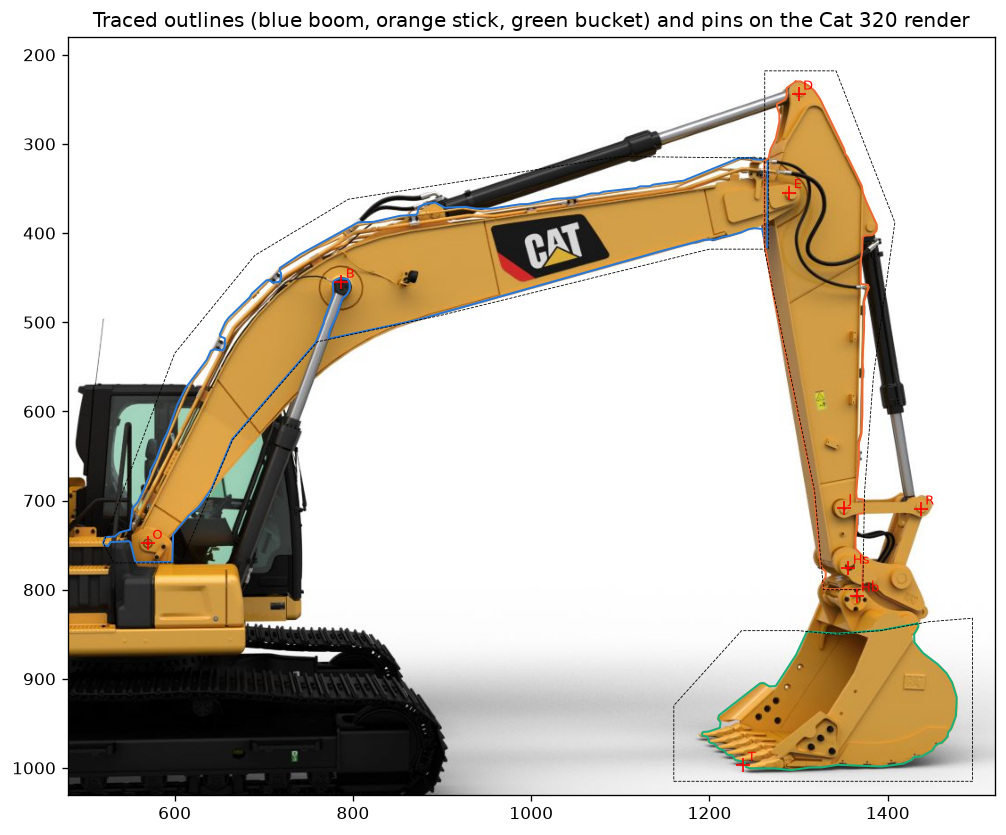 Traced outlines (blue boom, orange stick, green bucket) and pins on the Cat 320 render
200
300
400
500
600
700
800
900
1000
600
800
1000
1200
1400
D
E
B
CAT
O
J
R
Hs
Hb
T